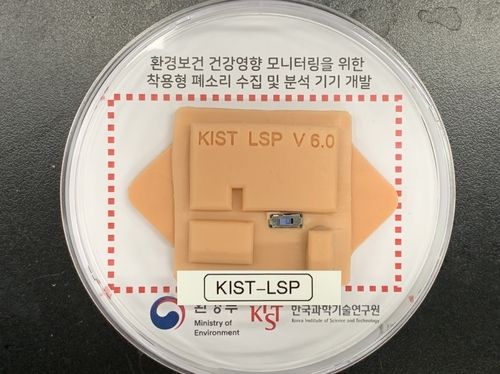 환경보건 건강영향 모니터링을 위한
착용형 폐소리 수집 및 분석 기기 개발
KIST LSP V 6.0
KIST-LSP
환경부
Ministry of
Environment
KIST
한국과학기술연구원
Korea Institute of Science and Technology